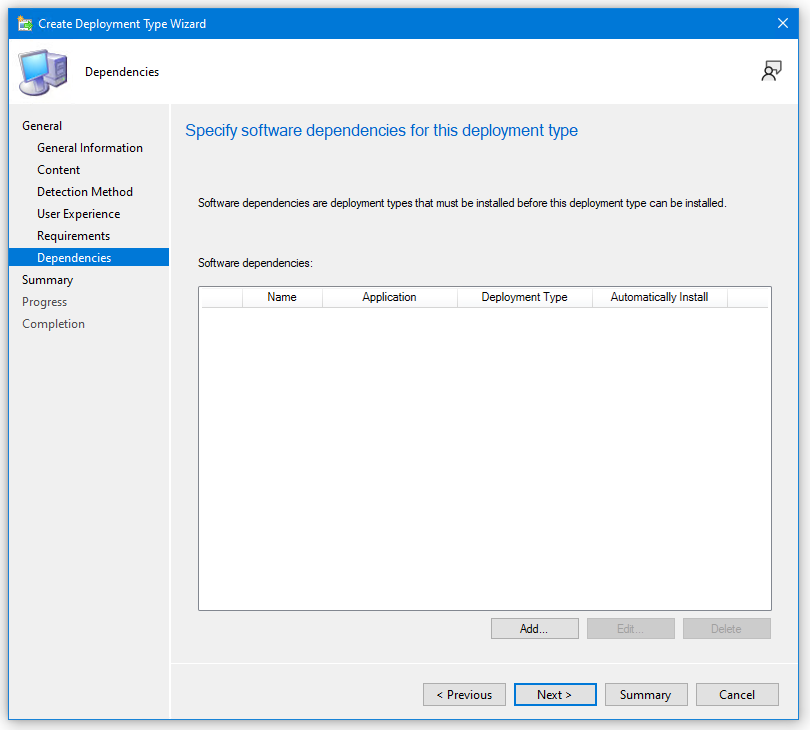 Create Deployment Type Wizard
Dependencies
General
General Information
Content
Detection Method
User Experience
Requirements
Dependencies
Summary
Progress
Completion
Specify software dependencies for this deployment type
Software dependencies are deployment types that must be installed before this deployment type can be installed.
Software dependencies:
Name Application Deployment Type Automatically Install
Add... Edit... Delete
< Previous Next > Summary Cancel